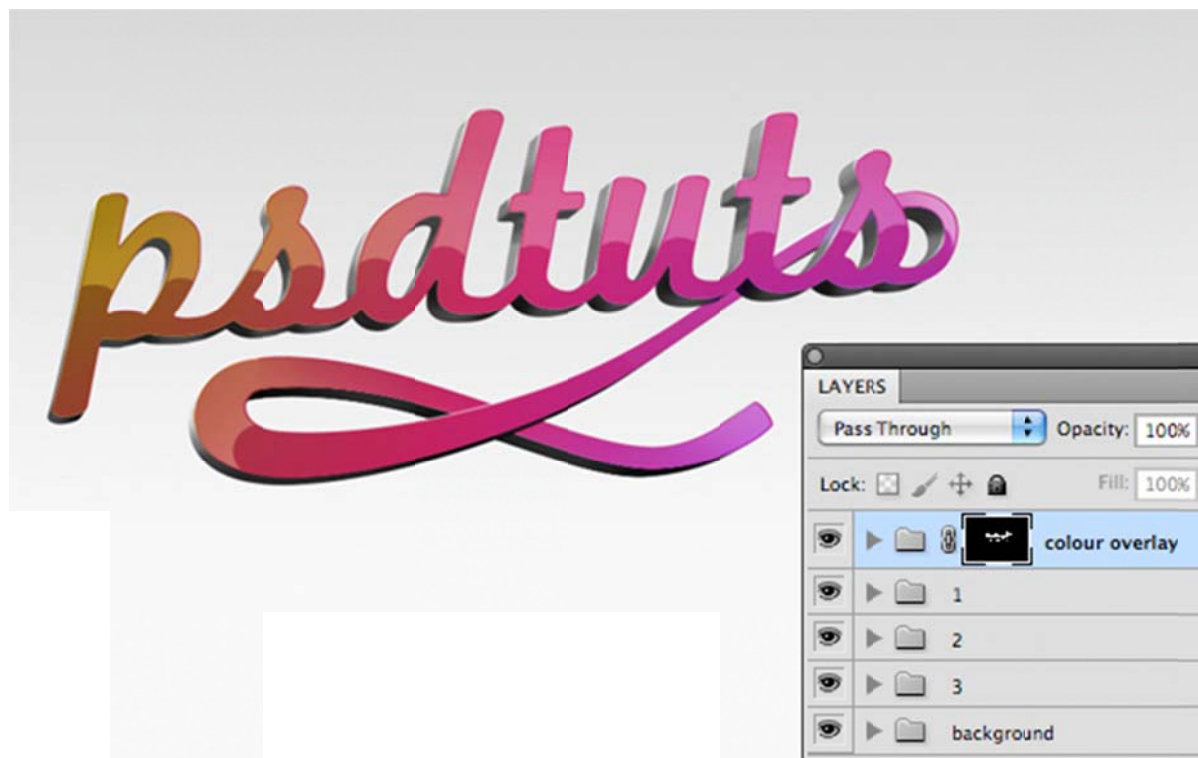 psdtuts
LAYERS
Pass Through Opacity: 100%
Lock: Fill: 100%
colour overlay
1
2
3
background